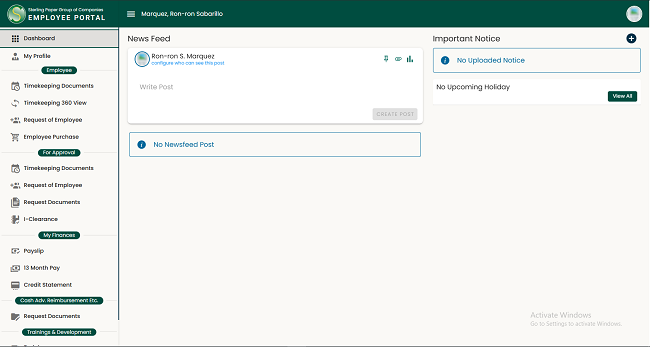 Sterling Paper Group of Companies
EMPLOYEE PORTAL
Marquez, Ron-ron Sabarillo
Dashboard
My Profile
Employee
Timekeeping Documents
Timekeeping 360 View
Request of Employee
Employee Purchase
For Approval
Timekeeping Documents
Request of Employee
Request Documents
I-Clearance
My Finances
Payslip
13 Month Pay
Credit Statement
Cash Adv. Reimbursement Etc.
Request Documents
Trainings & Development
News Feed
Ron-ron S. Marquez
configure who can see this post
Write Post
CREATE POST
No Newsfeed Post
Important Notice
No Uploaded Notice
No Upcoming Holiday
View All
Activate Windows
Go to Settings to activate Windows.